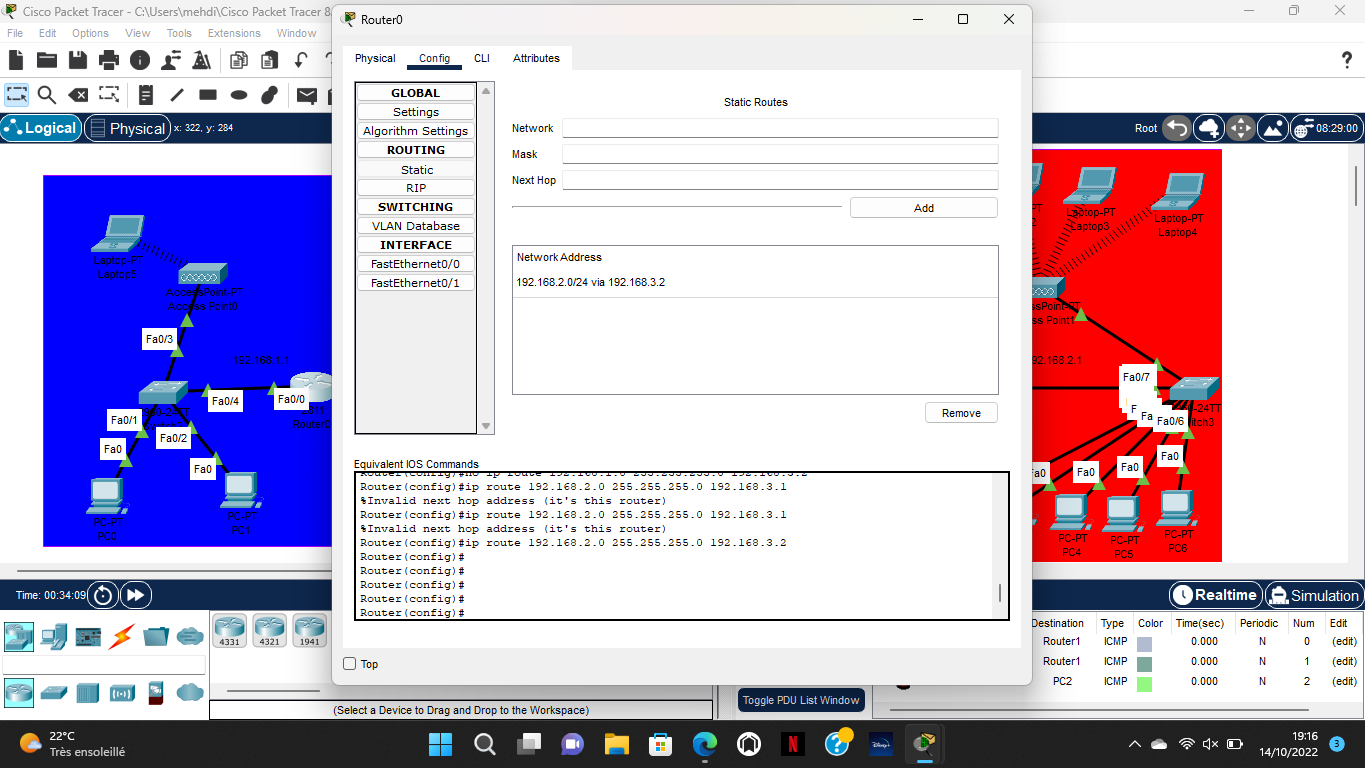 Cisco Packet Tracer - C:\Users\mehdi\Cisco Packet Tracer 8
File Edit Options View Tools Extensions Window
Logical
Physical
x: 322, y: 284
Root
08:29:00
Router0
Physical Config CLI Attributes
GLOBAL
Settings
Algorithm Settings
ROUTING
Static
RIP
SWITCHING
VLAN Database
INTERFACE
FastEthernet0/0
FastEthernet0/1
Static Routes
Network
Mask
Next Hop
Add
Network Address
192.168.2.0/24 via 192.168.3.2
Remove
Equivalent IOS Commands
Router(config)#no ip route 192.168.1.0 255.255.255.0 192.168.3.2
Router(config)#ip route 192.168.2.0 255.255.255.0 192.168.3.1
%Invalid next hop address (it's this router)
Router(config)#ip route 192.168.2.0 255.255.255.0 192.168.3.1
%Invalid next hop address (it's this router)
Router(config)#ip route 192.168.2.0 255.255.255.0 192.168.3.2
Router(config)#
Router(config)#
Router(config)#
Router(config)#
Router(config)#
Top
Laptop-PT
Laptop5
AccessPoint-PT
Access Point0
Fa0/3
192.168.1.1
Fa0/4
Fa0/0
Router0
Fa0/1
Fa0/2
Fa0
Fa0
PC-PT
PC0
PC-PT
PC1
Laptop-PT
Laptop3
Laptop-PT
Laptop4
Fa0/7
Fa0/6
Fa0
Fa0
Fa0
Fa0
PC-PT
PC4
PC-PT
PC5
PC-PT
PC6
Time: 00:34:09
Realtime
Simulation
4331
4321
1941
(Select a Device to Drag and Drop to the Workspace)
Toggle PDU List Window
Destination Type Color Time(sec) Periodic Num Edit
Router1 ICMP 0.000 N 0 (edit)
Router1 ICMP 0.000 N 1 (edit)
PC2 ICMP 0.000 N 2 (edit)
22°C
Très ensoleillé
19:16
14/10/2022
3